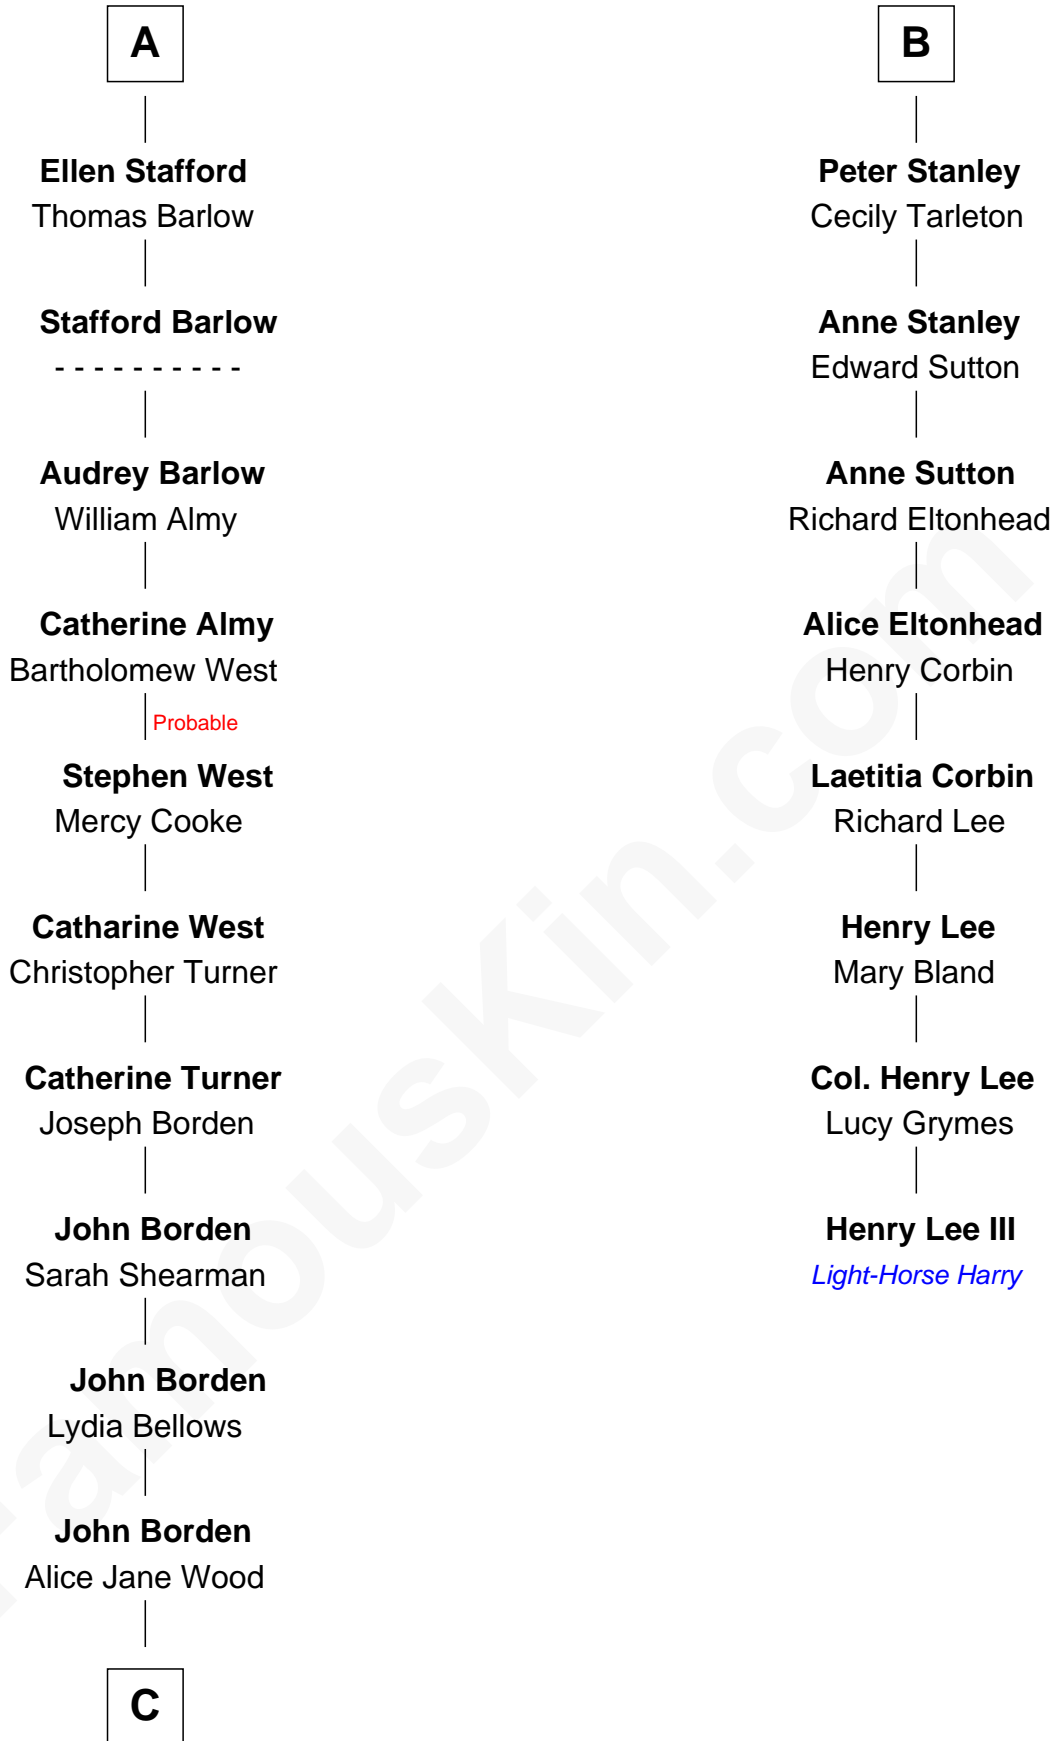 A
Ellen Stafford
Thomas Barlow
Stafford Barlow
- - - - - - - - - -
Audrey Barlow
William Almy
Catherine Almy
Bartholomew West
Probable
Stephen West
Mercy Cooke
Catharine West
Christopher Turner
Catherine Turner
Joseph Borden
John Borden
Sarah Shearman
John Borden
Lydia Bellows
John Borden
Alice Jane Wood
C
B
Peter Stanley
Cecily Tarleton
Anne Stanley
Edward Sutton
Anne Sutton
Richard Eltonhead
Alice Eltonhead
Henry Corbin
Laetitia Corbin
Richard Lee
Henry Lee
Mary Bland
Col. Henry Lee
Lucy Grymes
Henry Lee III
Light-Horse Harry
FamousKin.com